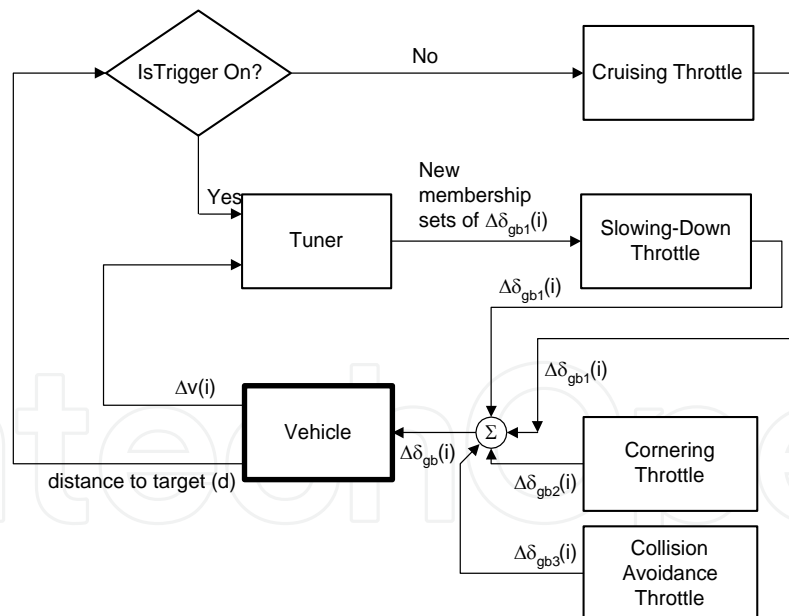 IsTrigger On?
No
Cruising Throttle
Yes
Tuner
New
membership
sets of Δδgb1(i)
Slowing-Down
Throttle
Δδgb1(i)
Δδgb1(i)
Δv(i)
Vehicle
Δδgb(i)
Σ
Cornering
Throttle
Δδgb2(i)
distance to target (d)
Δδgb3(i)
Collision
Avoidance
Throttle